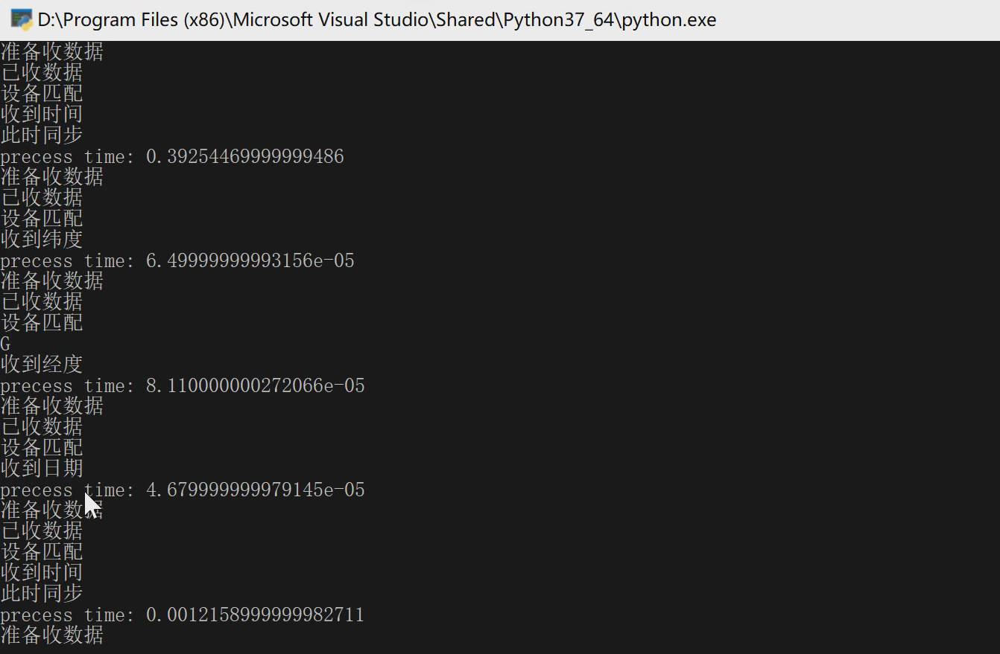 D:\Program Files (x86)\Microsoft Visual Studio\Shared\Python37_64\python.exe
准备收数据
已收数据
设备匹配
收到时间
此时同步
precess time: 0.39254469999999486
准备收数据
已收数据
设备匹配
收到纬度
precess time: 6.49999999993156e-05
准备收数据
已收数据
设备匹配
G
收到经度
precess time: 8.110000000272066e-05
准备收数据
已收数据
设备匹配
收到日期
precess time: 4.679999999979145e-05
准备收数据
已收数据
设备匹配
收到时间
此时同步
precess time: 0.0012158999999982711
准备收数据